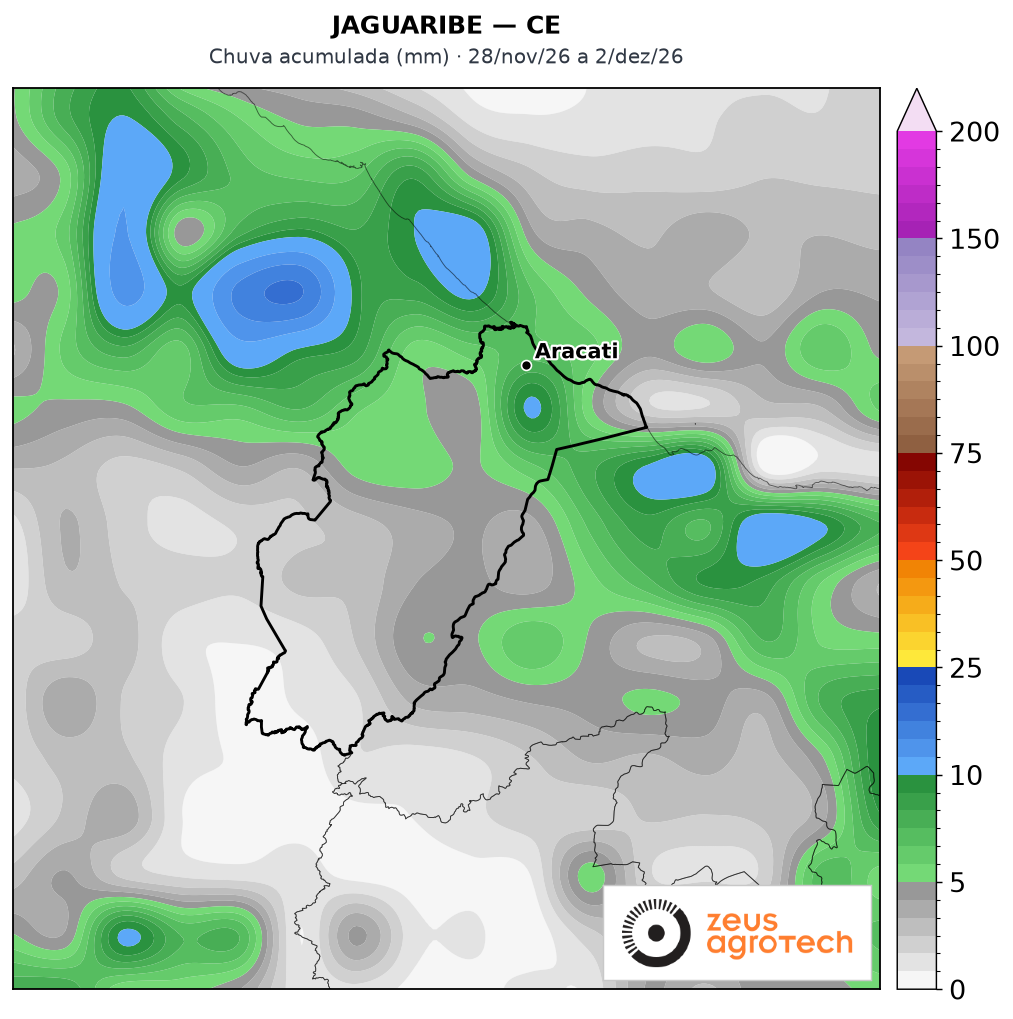 JAGUARIBE — CE
Chuva acumulada (mm) · 28/nov/26 a 2/dez/26
Aracati
200
150
100
75
50
25
10
5
0
zeus
agrotech